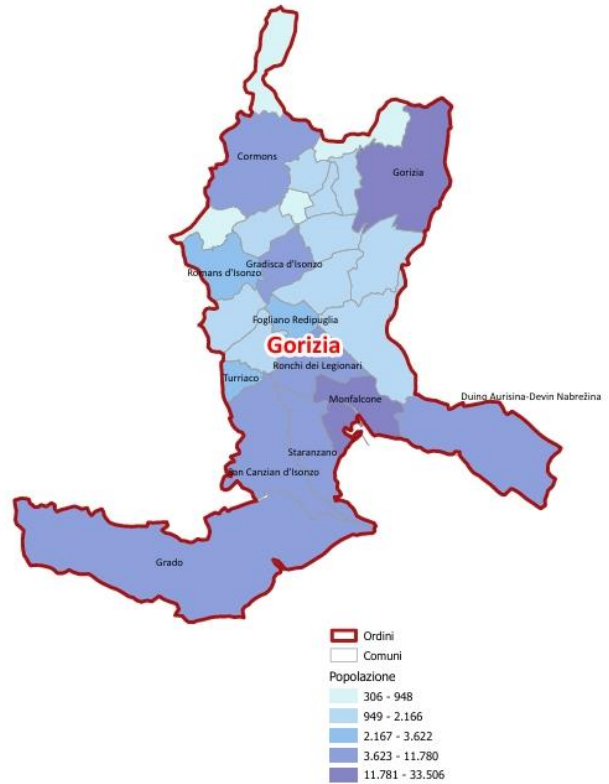 Cormons
Gorizia
Romans d'Isonzo
Gradisca d'Isonzo
Fogliano Redipuglia
Gorizia
Ronchi dei Legionari
Turriaco
Monfalcone
Duino Aurisina-Devin Nabrežina
Staranzano
San Canzian d'Isonzo
Grado
Ordini
Comuni
Popolazione
306 - 948
949 - 2.166
2.167 - 3.622
3.623 - 11.780
11.781 - 33.506